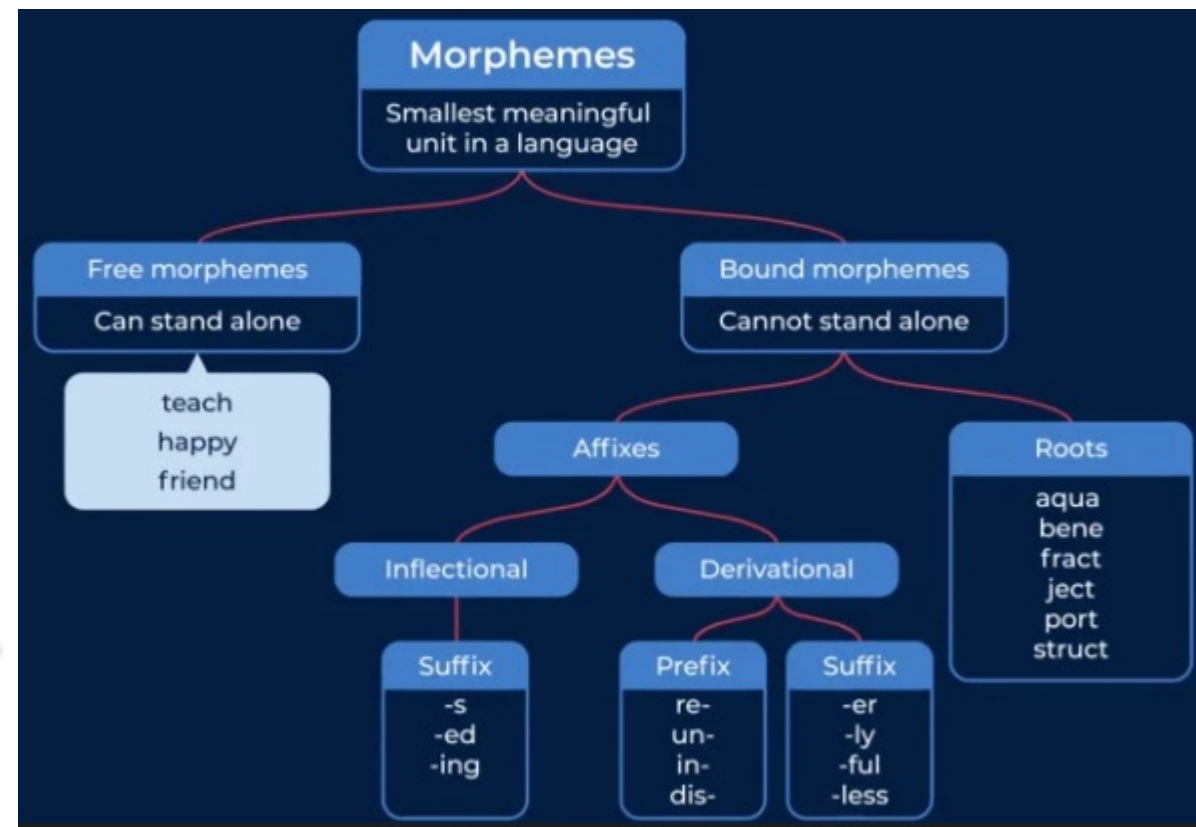 Morphemes
Smallest meaningful
unit in a language
Free morphemes
Can stand alone
teach
happy
friend
Bound morphemes
Cannot stand alone
Affixes
Inflectional
Suffix
-s
-ed
-ing
Derivational
Prefix
re-
un-
in-
dis-
Suffix
-er
-ly
-ful
-less
Roots
aqua
bene
fract
ject
port
struct